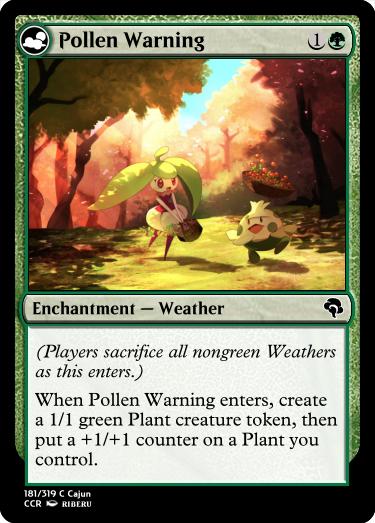 Pollen Warning 1
Enchantment — Weather
(Players sacrifice all nongreen Weathers
as this enters.)
When Pollen Warning enters, create
a 1/1 green Plant creature token, then
put a +1/+1 counter on a Plant you
control.
181/319 C Cajun
CCR RIBERU